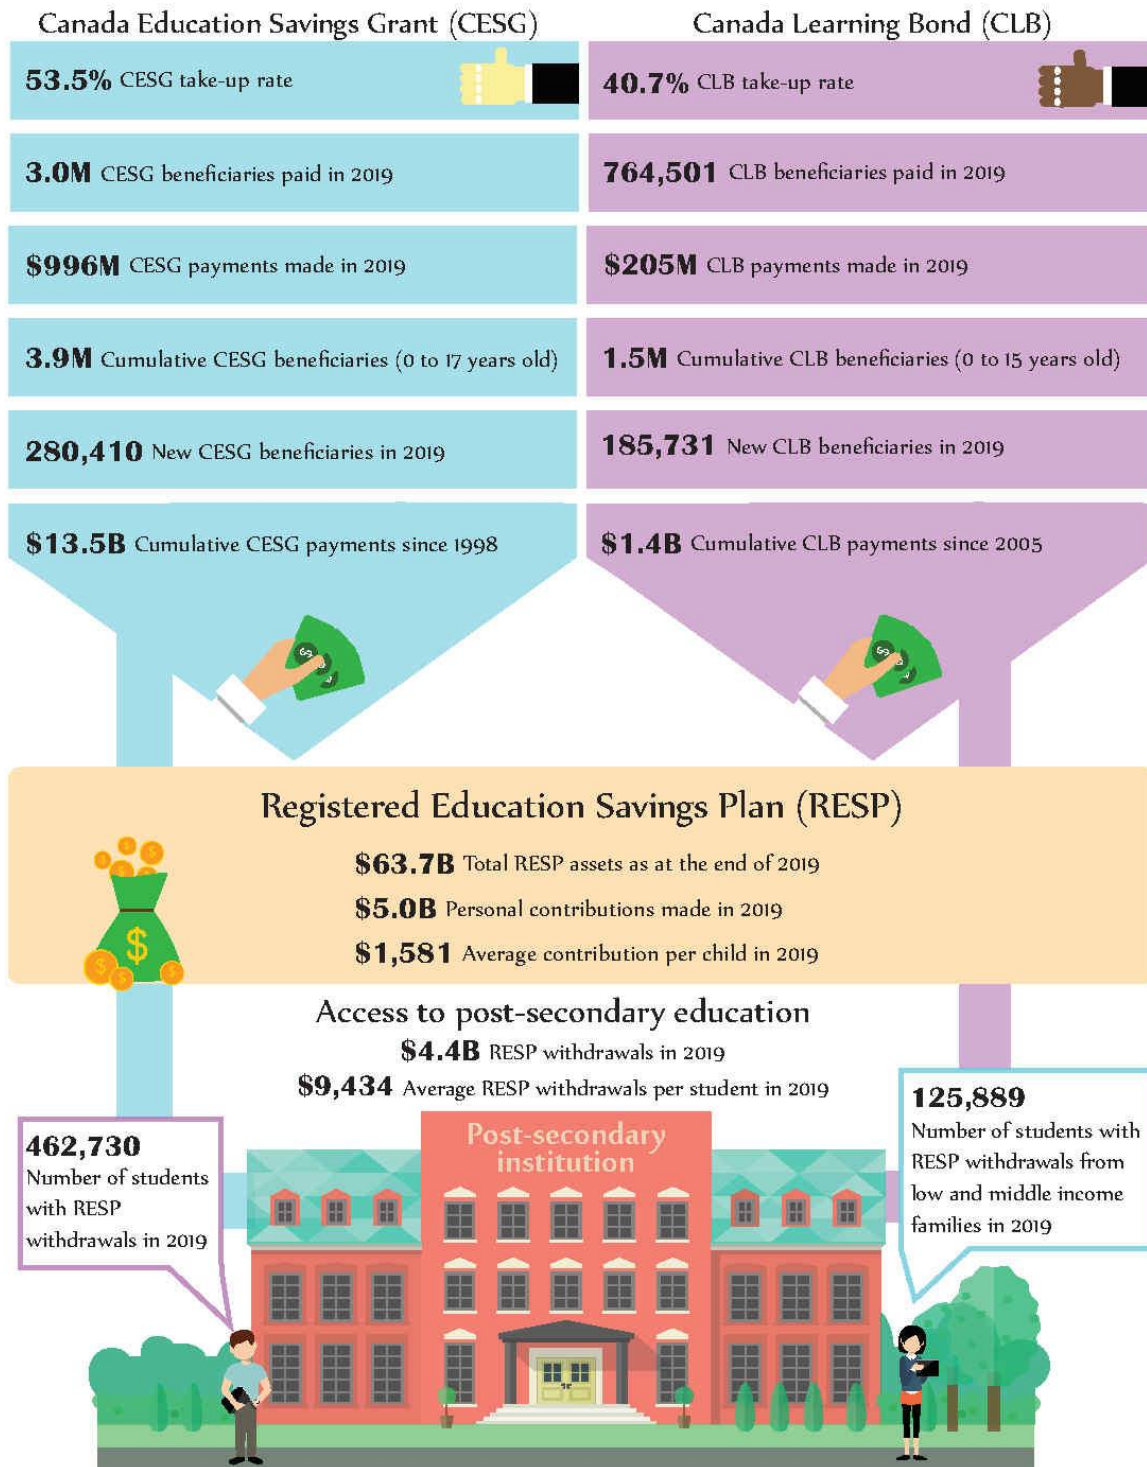 Canada Education Savings Grant (CESG)
53.5% CESG take-up rate
3.0M CESG beneficiaries paid in 2019
$996M CESG payments made in 2019
3.9M Cumulative CESG beneficiaries (0 to 17 years old)
280,410 New CESG beneficiaries in 2019
$13.5B Cumulative CESG payments since 1998
Canada Learning Bond (CLB)
40.7% CLB take-up rate
764,501 CLB beneficiaries paid in 2019
$205M CLB payments made in 2019
1.5M Cumulative CLB beneficiaries (0 to 15 years old)
185,731 New CLB beneficiaries in 2019
$1.4B Cumulative CLB payments since 2005
Registered Education Savings Plan (RESP)
$63.7B Total RESP assets as at the end of 2019
$5.0B Personal contributions made in 2019
$1,581 Average contribution per child in 2019
$
Access to post-secondary education
$4.4B RESP withdrawals in 2019
$9,434 Average RESP withdrawals per student in 2019
462,730
Number of students
with RESP
withdrawals in 2019
Post-secondary
institution
125,889
Number of students with
RESP withdrawals from
low and middle income
families in 2019